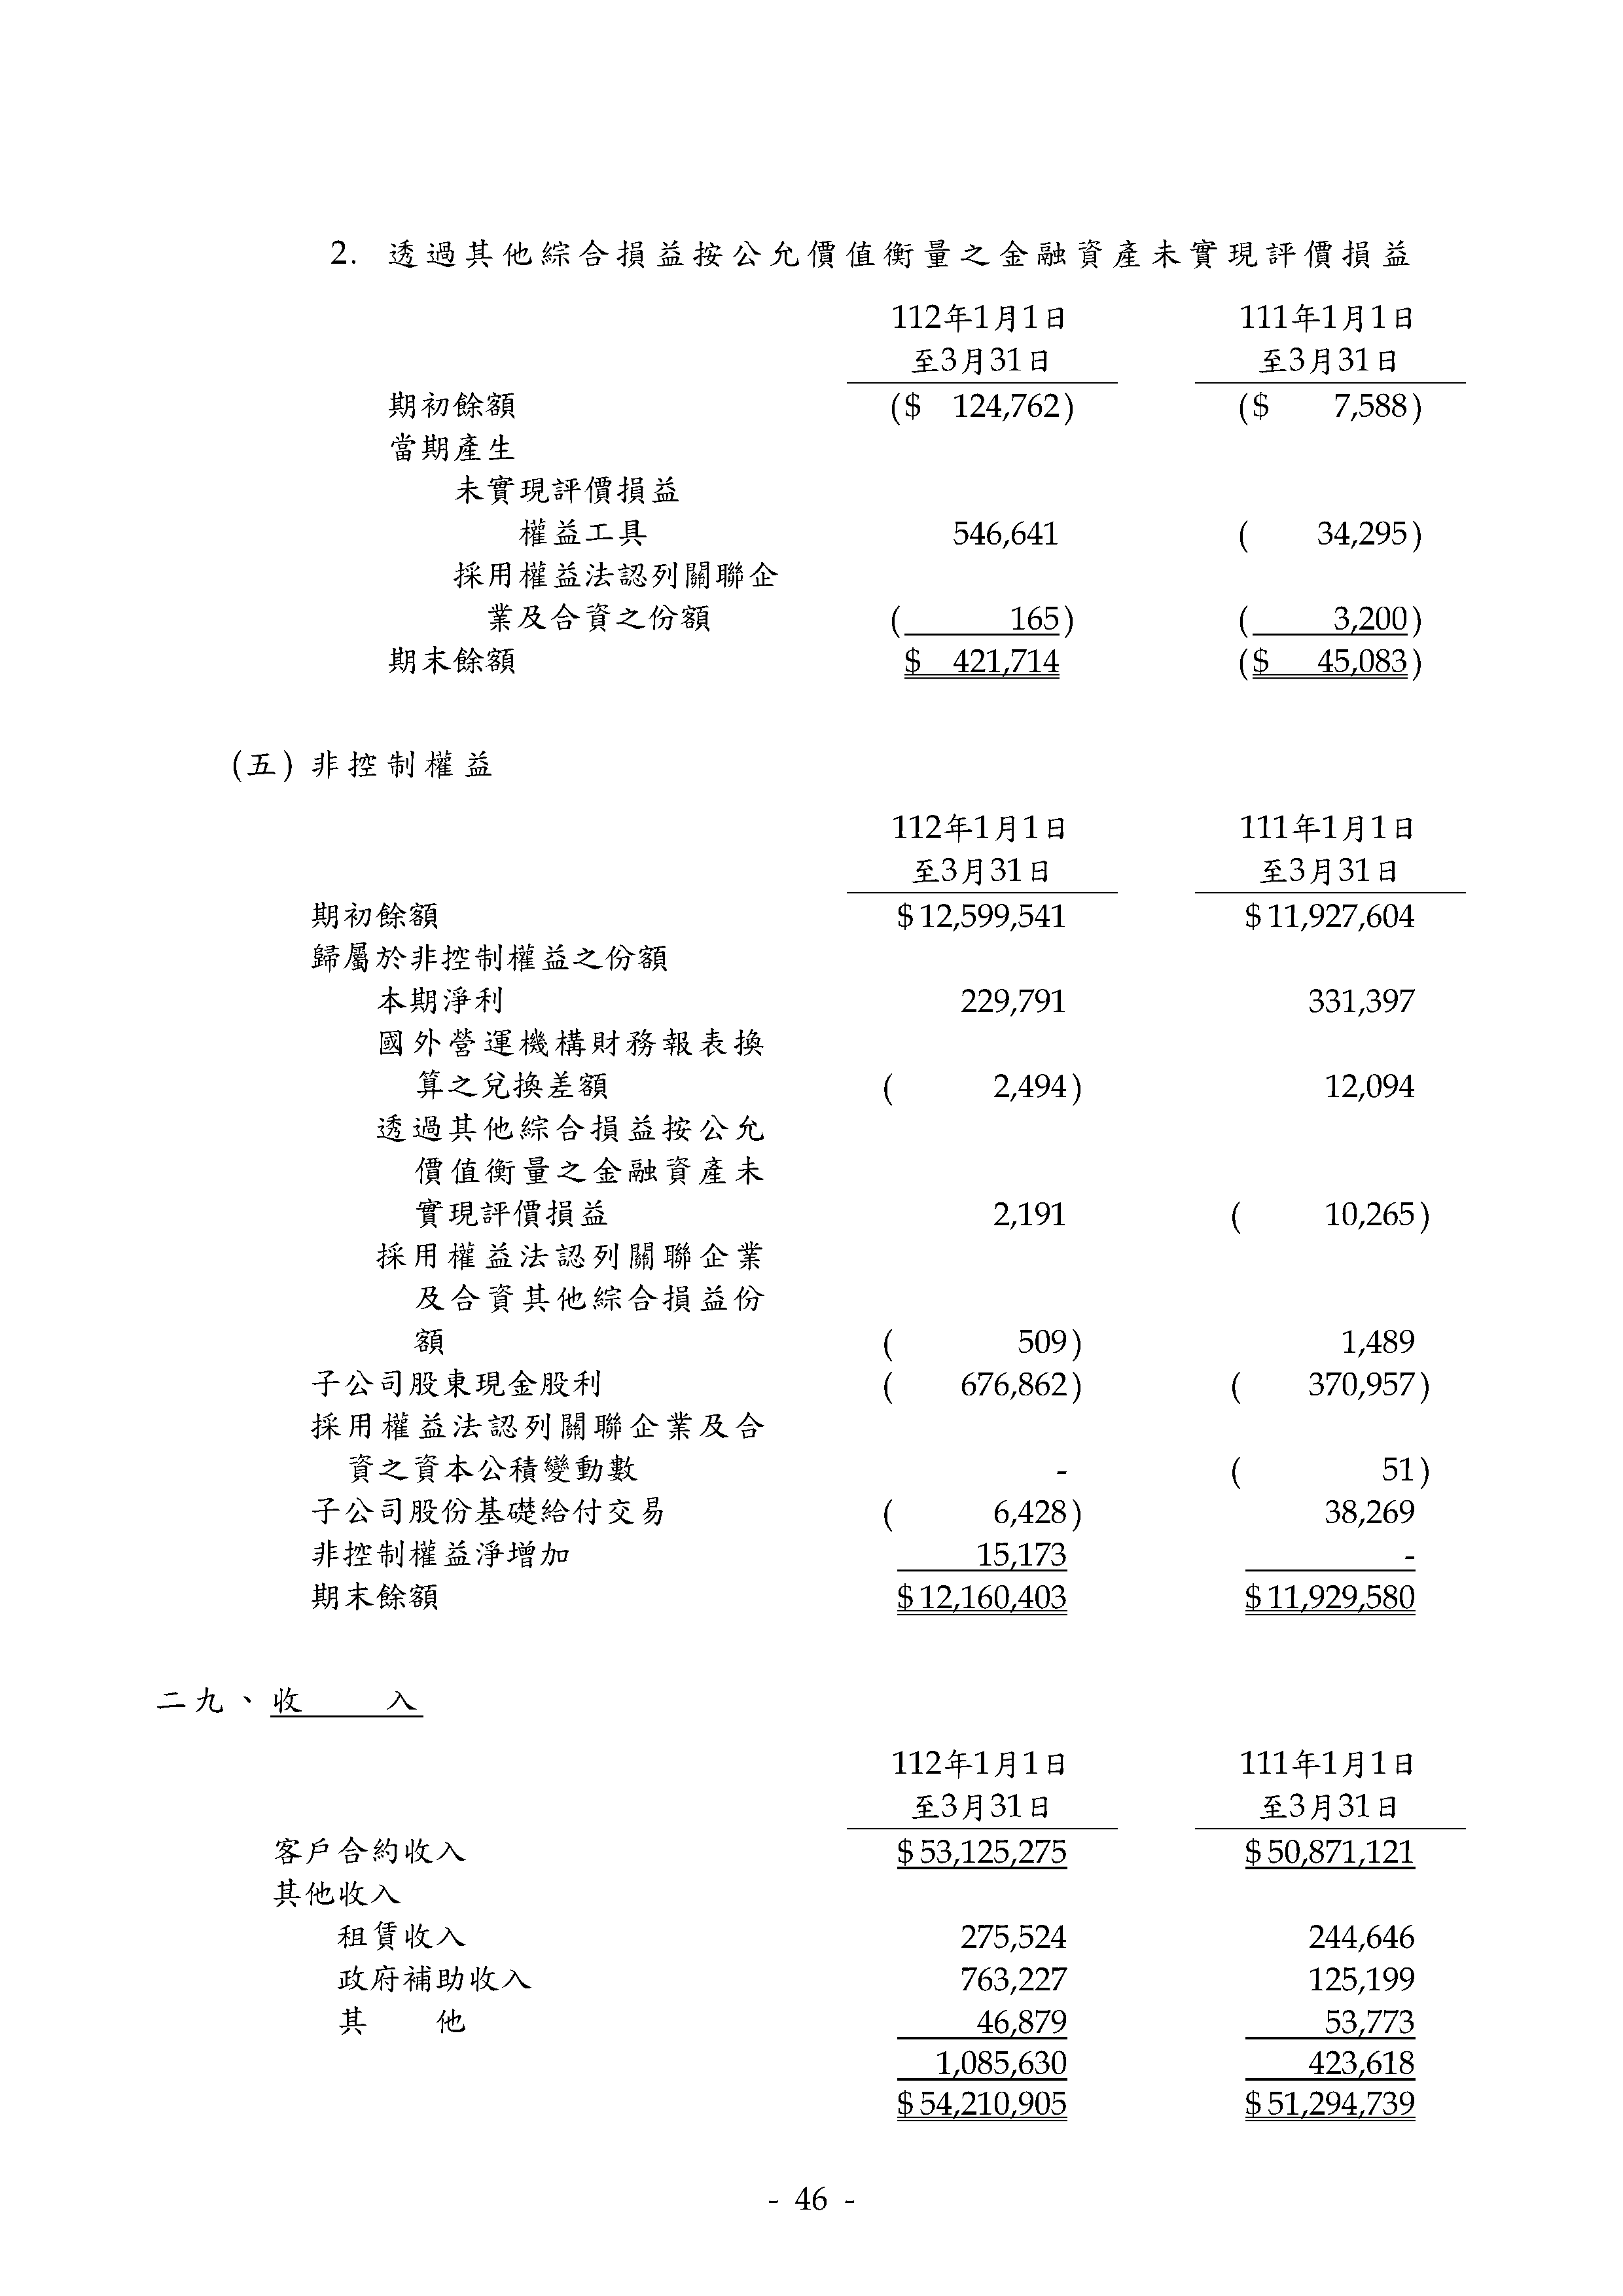 2. 透過其他綜合損益按公允價值衡量之金融資產未實現評價損益
112年1月1日 111年1月1日
至3月31日 至3月31日
期初餘額 ($ 124,762) ($ 7,588)
當期產生
未實現評價損益
權益工具 546,641 ( 34,295)
採用權益法認列關聯企
業及合資之份額 ( 165) ( 3,200)
期末餘額 $ 421,714 ($ 45,083)
(五) 非控制權益
112年1月1日 111年1月1日
至3月31日 至3月31日
期初餘額 $12,599,541 $11,927,604
歸屬於非控制權益之份額
本期淨利 229,791 331,397
國外營運機構財務報表換
算之兌換差額 ( 2,494) 12,094
透過其他綜合損益按公允
價值衡量之金融資產未
實現評價損益 2,191 ( 10,265)
採用權益法認列關聯企業
及合資其他綜合損益份
額 ( 509) 1,489
子公司股東現金股利 ( 676,862) ( 370,957)
採用權益法認列關聯企業及合
資之資本公積變動數 - ( 51)
子公司股份基礎給付交易 ( 6,428) 38,269
非控制權益淨增加 15,173 -
期末餘額 $12,160,403 $11,929,580
二九、收 入
112年1月1日 111年1月1日
至3月31日 至3月31日
客戶合約收入 $53,125,275 $50,871,121
其他收入
租賃收入 275,524 244,646
政府補助收入 763,227 125,199
其 他 46,879 53,773
1,085,630 423,618
$54,210,905 $51,294,739
- 46 -